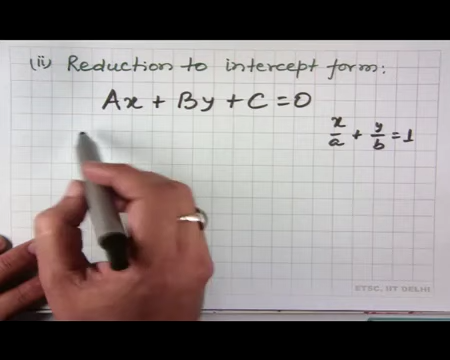 (ii) Reduction to intercept form:
Ax + By + C = 0
x/a + y/b = 1
ETSC, IIT DELHI